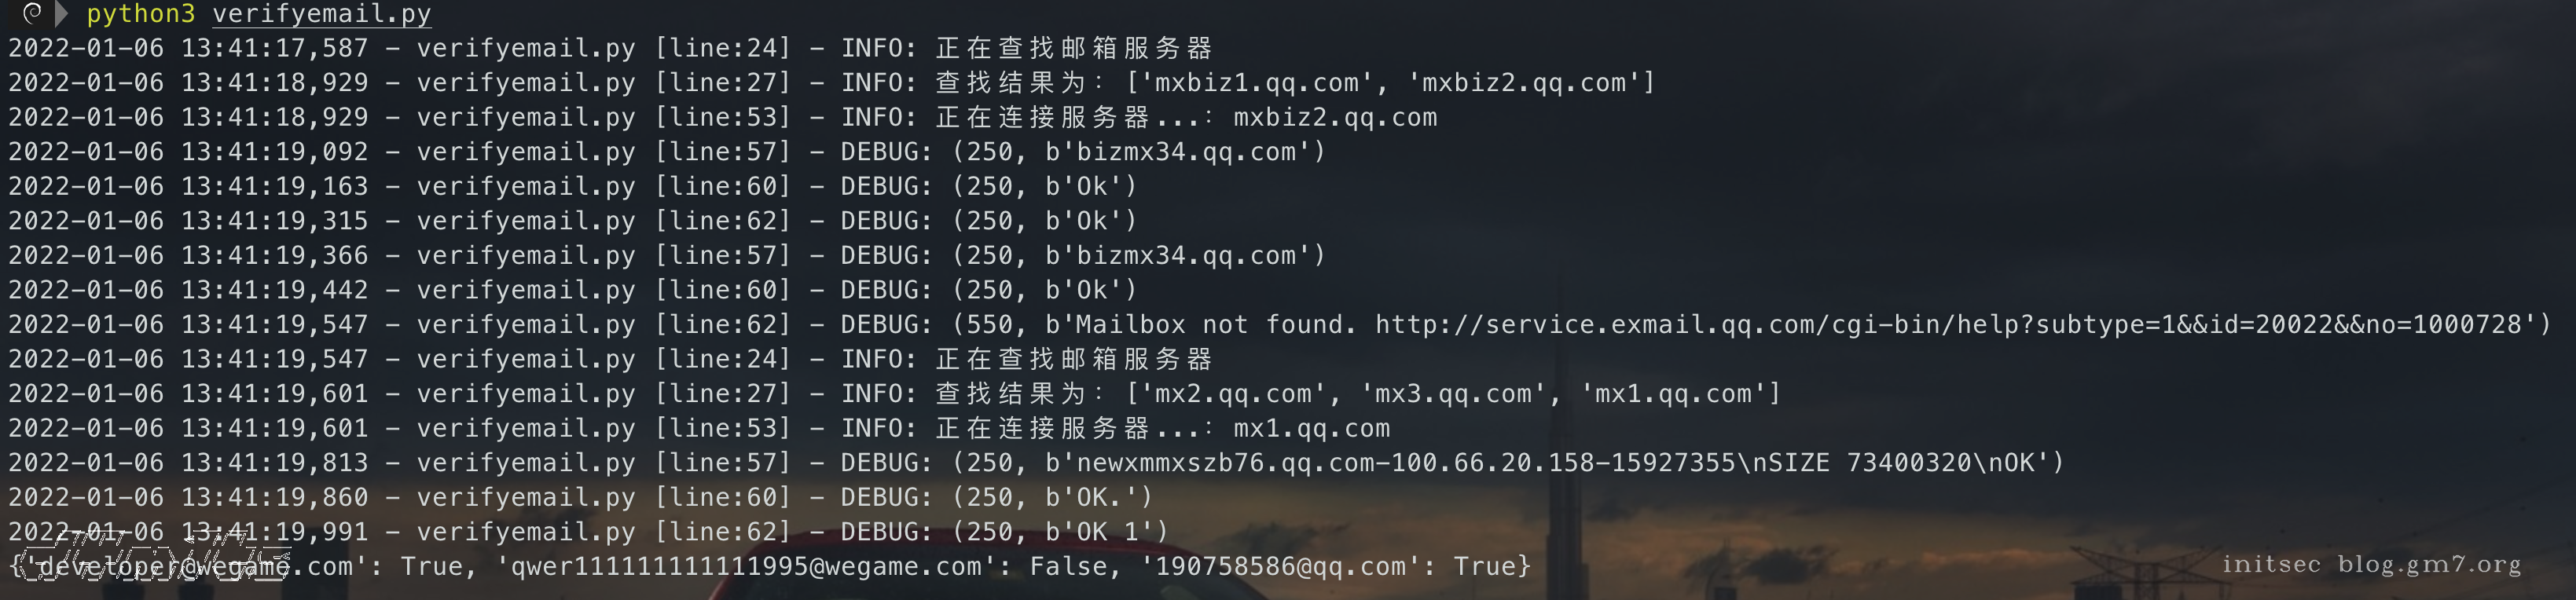 python3 verifyemail.py
2022-01-06 13:41:17,587 - verifyemail.py [line:24] - INFO: 正在查找邮箱服务器
2022-01-06 13:41:18,929 - verifyemail.py [line:27] - INFO: 查找结果为: ['mxbiz1.qq.com', 'mxbiz2.qq.com']
2022-01-06 13:41:18,929 - verifyemail.py [line:53] - INFO: 正在连接服务器...: mxbiz2.qq.com
2022-01-06 13:41:19,092 - verifyemail.py [line:57] - DEBUG: (250, b'bizmx34.qq.com')
2022-01-06 13:41:19,163 - verifyemail.py [line:60] - DEBUG: (250, b'Ok')
2022-01-06 13:41:19,315 - verifyemail.py [line:62] - DEBUG: (250, b'Ok')
2022-01-06 13:41:19,366 - verifyemail.py [line:57] - DEBUG: (250, b'bizmx34.qq.com')
2022-01-06 13:41:19,442 - verifyemail.py [line:60] - DEBUG: (250, b'Ok')
2022-01-06 13:41:19,547 - verifyemail.py [line:62] - DEBUG: (550, b'Mailbox not found. http://service.exmail.qq.com/cgi-bin/help?subtype=1&&id=20022&&no=1000728')
2022-01-06 13:41:19,547 - verifyemail.py [line:24] - INFO: 正在查找邮箱服务器
2022-01-06 13:41:19,601 - verifyemail.py [line:27] - INFO: 查找结果为: ['mx2.qq.com', 'mx3.qq.com', 'mx1.qq.com']
2022-01-06 13:41:19,601 - verifyemail.py [line:53] - INFO: 正在连接服务器...: mx1.qq.com
2022-01-06 13:41:19,813 - verifyemail.py [line:57] - DEBUG: (250, b'newxmmxszb76.qq.com-100.66.20.158-15927355\nSIZE 73400320\nOK')
2022-01-06 13:41:19,860 - verifyemail.py [line:60] - DEBUG: (250, b'OK.')
2022-01-06 13:41:19,991 - verifyemail.py [line:62] - DEBUG: (250, b'OK 1')
{'developer@wegame.com': True, 'qwer111111111111995@wegame.com': False, '190758586@qq.com': True}
initsec blog.gm7.org